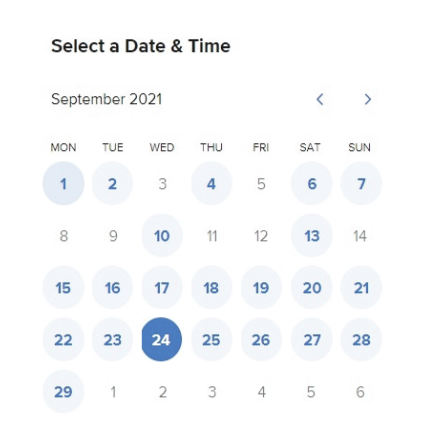 Select a Date & Time
September 2021
MON TUE WED THU FRI SAT SUN
1 2 3 4 5 6 7
8 9 10 11 12 13 14
15 16 17 18 19 20 21
22 23 24 25 26 27 28
29 1 2 3 4 5 6